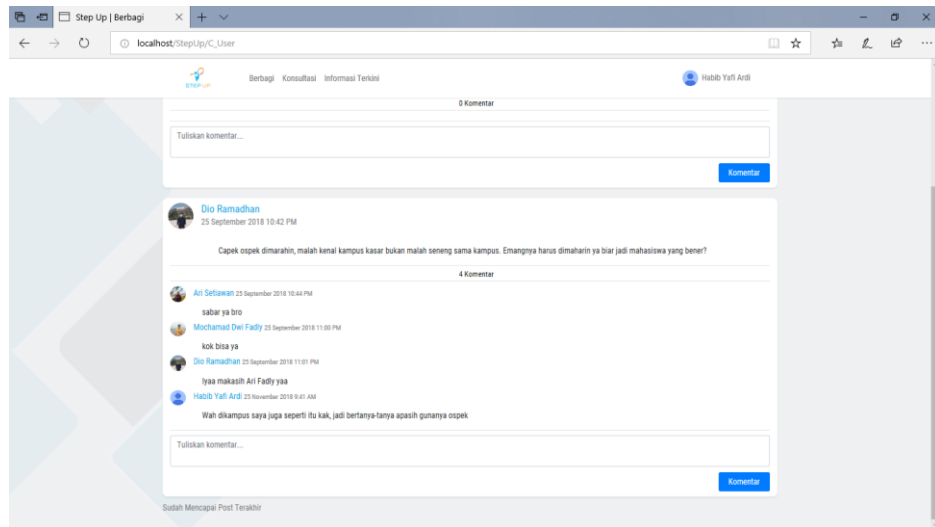 Step Up | Berbagi
localhost/StepUp/C_User
STEP UP
Berbagi Konsultasi Informasi Terkini
Habib Yafi Ardi
0 Komentar
Tuliskan komentar...
Komentar
Dio Ramadhan
25 September 2018 10:42 PM
Capek ospek dimarahin, malah kenal kampus kasar bukan malah seneng sama kampus. Emangnya harus dimaharin ya biar jadi mahasiswa yang bener?
4 Komentar
Ari Setiawan 25 September 2018 10:44 PM
sabar ya bro
Mochamad Dwi Fadly 25 September 2018 11:00 PM
kok bisa ya
Dio Ramadhan 25 September 2018 11:01 PM
Iyaa makasih Ari Fadly yaa
Habib Yafi Ardi 25 November 2018 9:41 AM
Wah dikampus saya juga seperti itu kak, jadi bertanya-tanya apasih gunanya ospek
Tuliskan komentar...
Komentar
Sudah Mencapai Post Terakhir